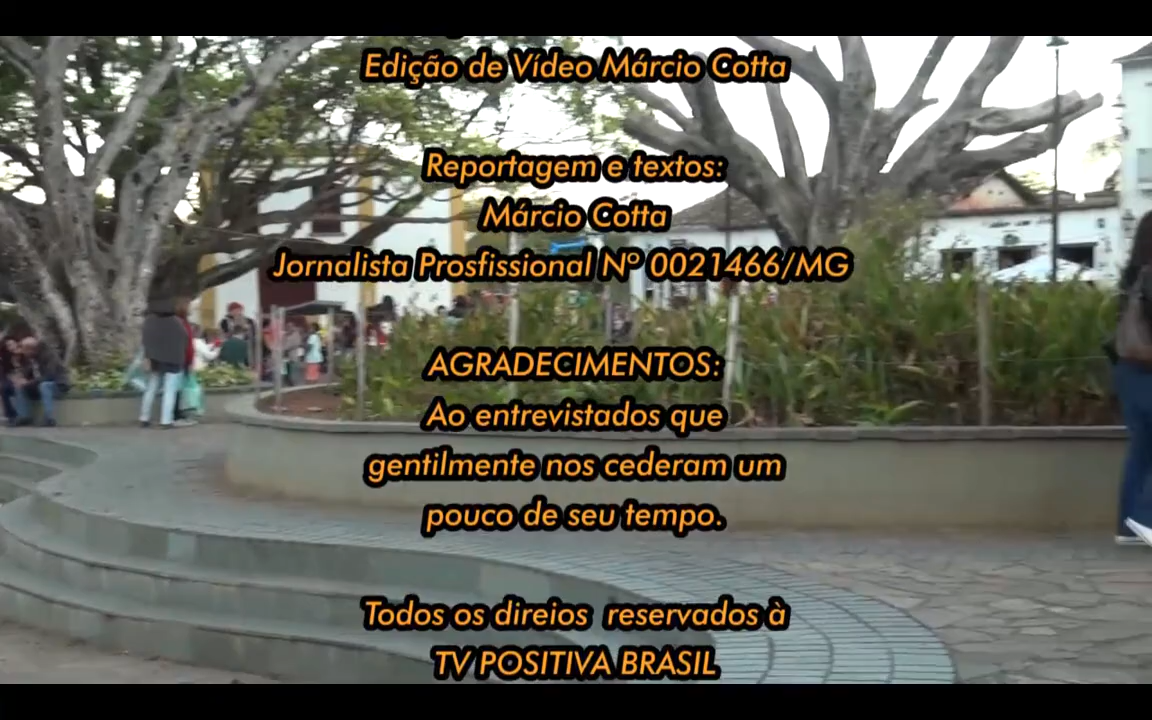 Edição de Vídeo Márcio Cotta
Reportagem e textos:
Márcio Cotta
Jornalista Prosfissional Nº 0021466/MG
AGRADECIMENTOS:
Ao entrevistados que
gentilmente nos cederam um
pouco de seu tempo.
Todos os direios reservados à
TV POSITIVA BRASIL